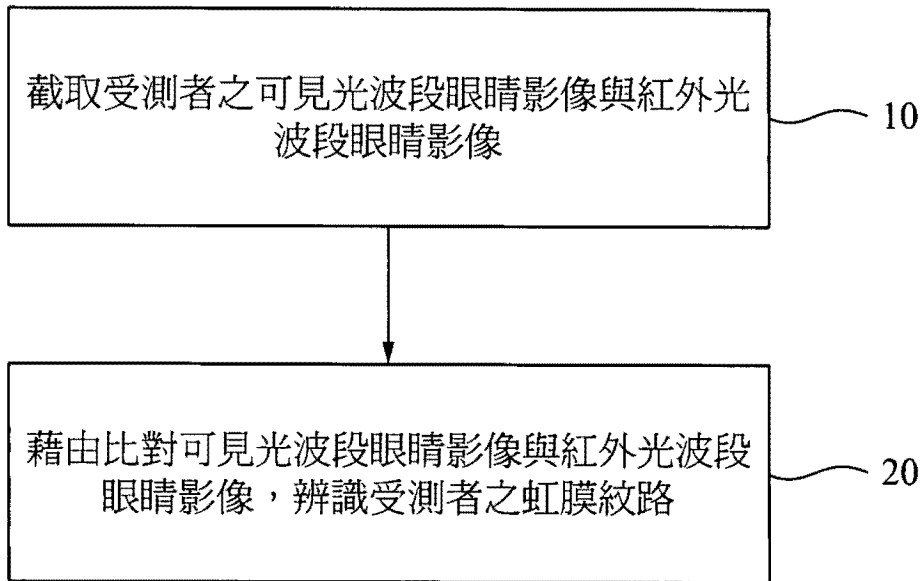 截取受測者之可見光波段眼睛影像與紅外光
波段眼睛影像
10
藉由比對可見光波段眼睛影像與紅外光波段
眼睛影像，辨識受測者之虹膜紋路
20